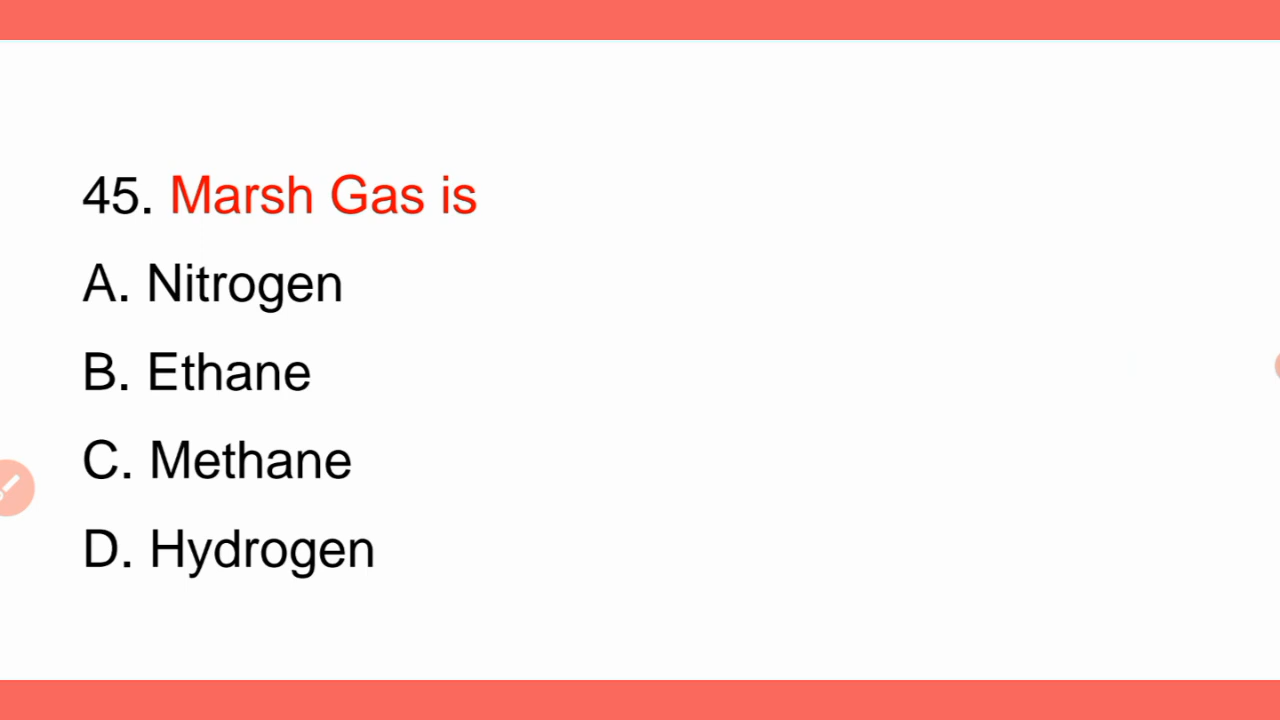 45. Marsh Gas is
A. Nitrogen
B. Ethane
C. Methane
D. Hydrogen